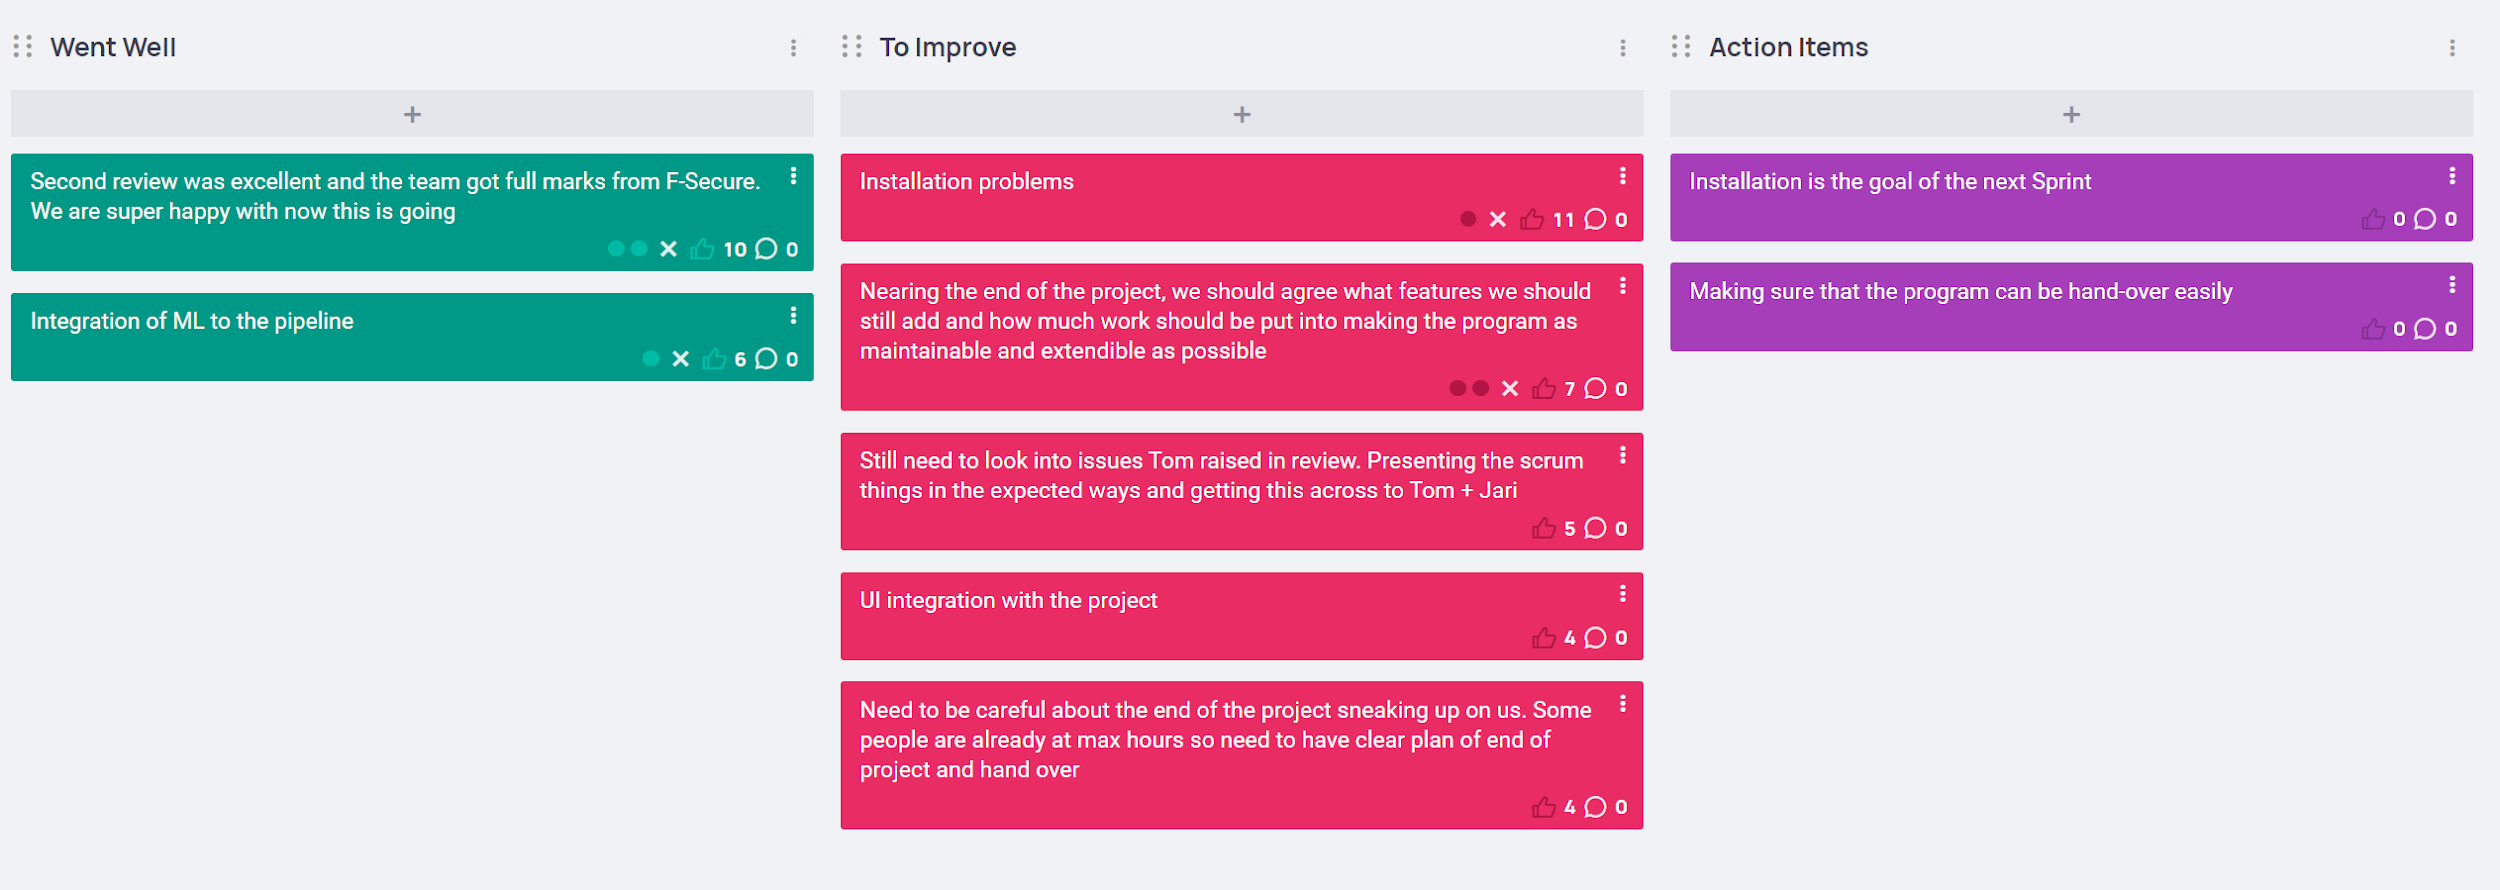 Went Well
+
Second review was excellent and the team got full marks from F-Secure.
We are super happy with now this is going
10 0
Integration of ML to the pipeline
6 0
To Improve
+
Installation problems
11 0
Nearing the end of the project, we should agree what features we should
still add and how much work should be put into making the program as
maintainable and extendible as possible
7 0
Still need to look into issues Tom raised in review. Presenting the scrum
things in the expected ways and getting this across to Tom + Jari
5 0
UI integration with the project
4 0
Need to be careful about the end of the project sneaking up on us. Some
people are already at max hours so need to have clear plan of end of
project and hand over
4 0
Action Items
+
Installation is the goal of the next Sprint
0 0
Making sure that the program can be hand-over easily
0 0